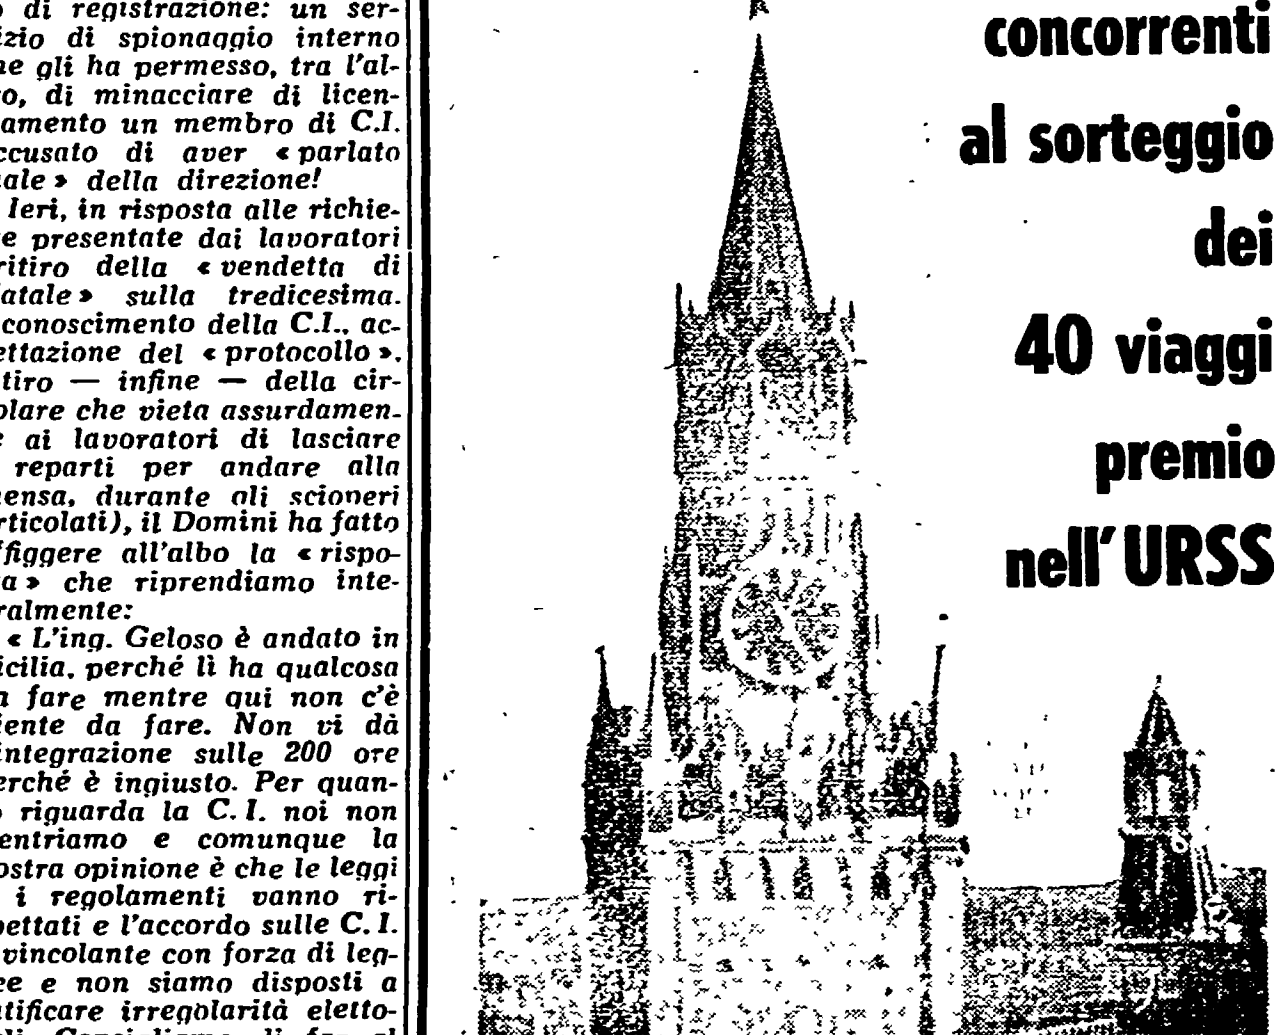 di registrazione: un ser-
izio di spionaggio interno
he gli ha permesso, tra l'al-
o, di minacciare di licen-
amento un membro di C.I.
ccusato di aver « parlato
ale » della direzione!
Ieri, in risposta alle richie-
e presentate dai lavoratori
ritiro della « vendetta di
atale » sulla tredicesima.
conoscimento della C.I., ac-
ettazione del « protocollo ».
tiro — infine — della cir-
olare che vieta assurdamen-
e ai lavoratori di lasciare
reparti per andare alla
ensa, durante gli scioperi
rticolati), il Domini ha fatto
ffiggere all'albo la « rispo-
a » che riprendiamo inte-
ralmente:
« L'ing. Geloso è andato in
icilia, perché lì ha qualcosa
a fare mentre qui non c'è
iente da fare. Non vi dà
integrazione sulle 200 ore
erché è ingiusto. Per quan-
o riguarda la C. I. noi non
entriamo e comunque la
ostra opinione è che le leggi
i regolamenti vanno ri-
pettati e l'accordo sulle C. I.
vincolante con forza di leg-
ee e non siamo disposti a
atificare irregolarità eletto-
concorrenti
al sorteggio
dei
40 viaggi
premio
nell'URSS